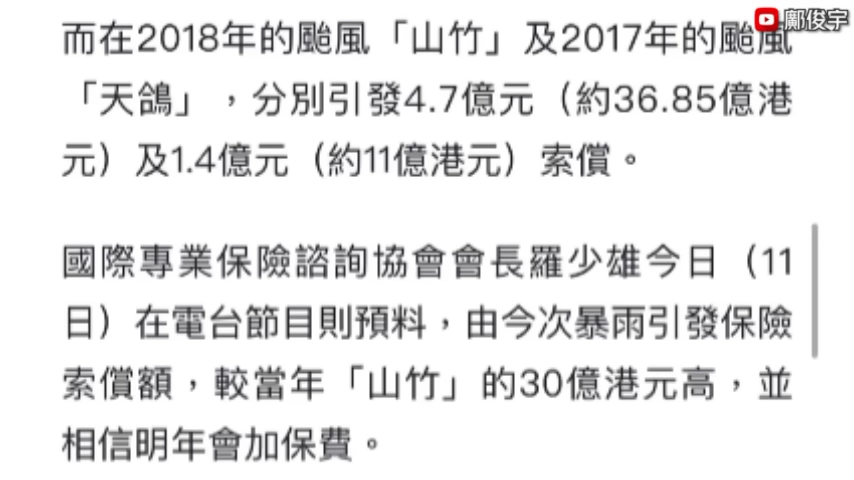 鄺俊宇
而在2018年的颱風「山竹」及2017年的颱風
「天鴿」，分別引發4.7億元（約36.85億港
元）及1.4億元（約11億港元）索償。
國際專業保險諮詢協會會長羅少雄今日（11
日）在電台節目則預料，由今次暴雨引發保險
索償額，較當年「山竹」的30億港元高，並
相信明年會加保費。